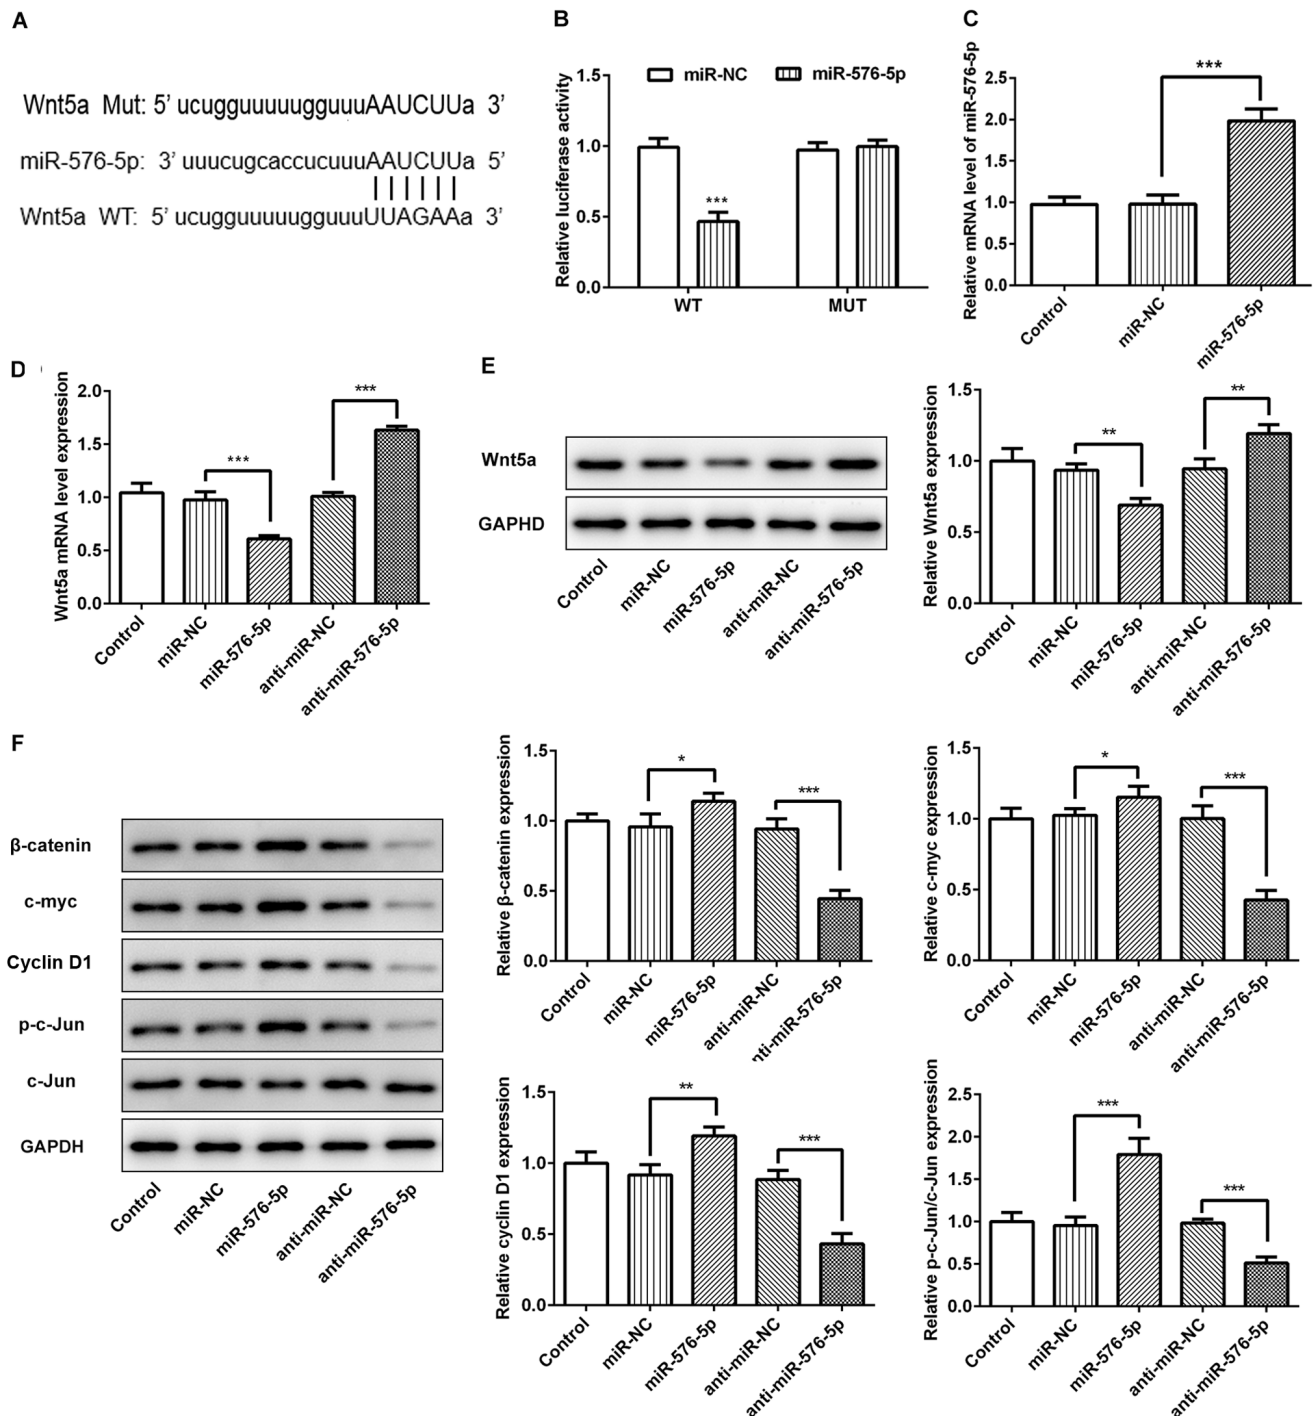 A
Wnt5a Mut: 5' ucugguuuuugguuuAAUCUUa 3'
miR-576-5p: 3' uuucugcaccucuuuAAUCUUa 5'
Wnt5a WT: 5' ucugguuuuugguuuUUAGAAa 3'
B
miR-NC miR-576-5p
Relative luciferase activity
1.5
1.0
0.5
0.0
***
WT MUT
C
Relative mRNA level of miR-576-5p
2.5
2.0
1.5
1.0
0.5
0.0
***
Control miR-NC miR-576-5p
D
Wnt5a mRNA level expression
2.0
1.5
1.0
0.5
0.0
*** ***
Control miR-NC miR-576-5p anti-miR-NC anti-miR-576-5p
E
Wnt5a
GAPHD
Control miR-NC miR-576-5p anti-miR-NC anti-miR-576-5p
Relative Wnt5a expression
1.5
1.0
0.5
0.0
** **
Control miR-NC miR-576-5p anti-miR-NC anti-miR-576-5p
F
β-catenin
c-myc
Cyclin D1
p-c-Jun
c-Jun
GAPDH
Control miR-NC miR-576-5p anti-miR-NC anti-miR-576-5p
Relative β-catenin expression
1.5
1.0
0.5
0.0
* ***
Control miR-NC miR-576-5p anti-miR-NC nti-miR-576-5p
Relative c-myc expression
1.5
1.0
0.5
0.0
* ***
Control miR-NC miR-576-5p anti-miR-NC anti-miR-576-5p
Relative cyclin D1 expression
1.5
1.0
0.5
0.0
** ***
Control miR-NC miR-576-5p anti-miR-NC anti-miR-576-5p
Relative p-c-Jun/c-Jun expression
2.5
2.0
1.5
1.0
0.5
0.0
*** ***
Control miR-NC miR-576-5p anti-miR-NC anti-miR-576-5p